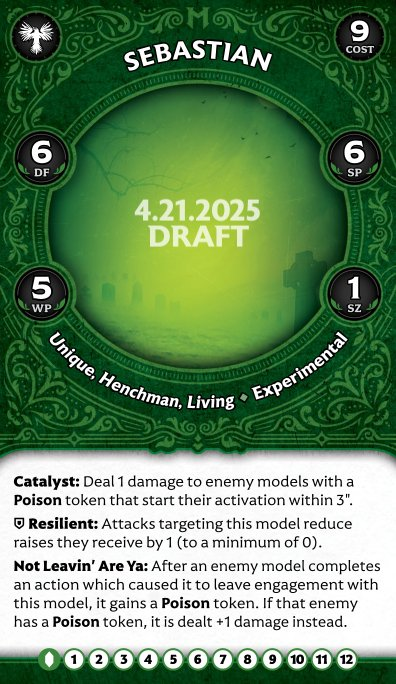 M
SEBASTIAN
9
COST
6
DF
6
SP
4.21.2025
DRAFT
5
WP
1
SZ
Unique, Henchman, Living ♦ Experimental
Catalyst: Deal 1 damage to enemy models with a
Poison token that start their activation within 3".
Resilient: Attacks targeting this model reduce
raises they receive by 1 (to a minimum of 0).
Not Leavin’ Are Ya: After an enemy model completes
an action which caused it to leave engagement with
this model, it gains a Poison token. If that enemy
has a Poison token, it is dealt +1 damage instead.
1 2 3 4 5 6 7 8 9 10 11 12